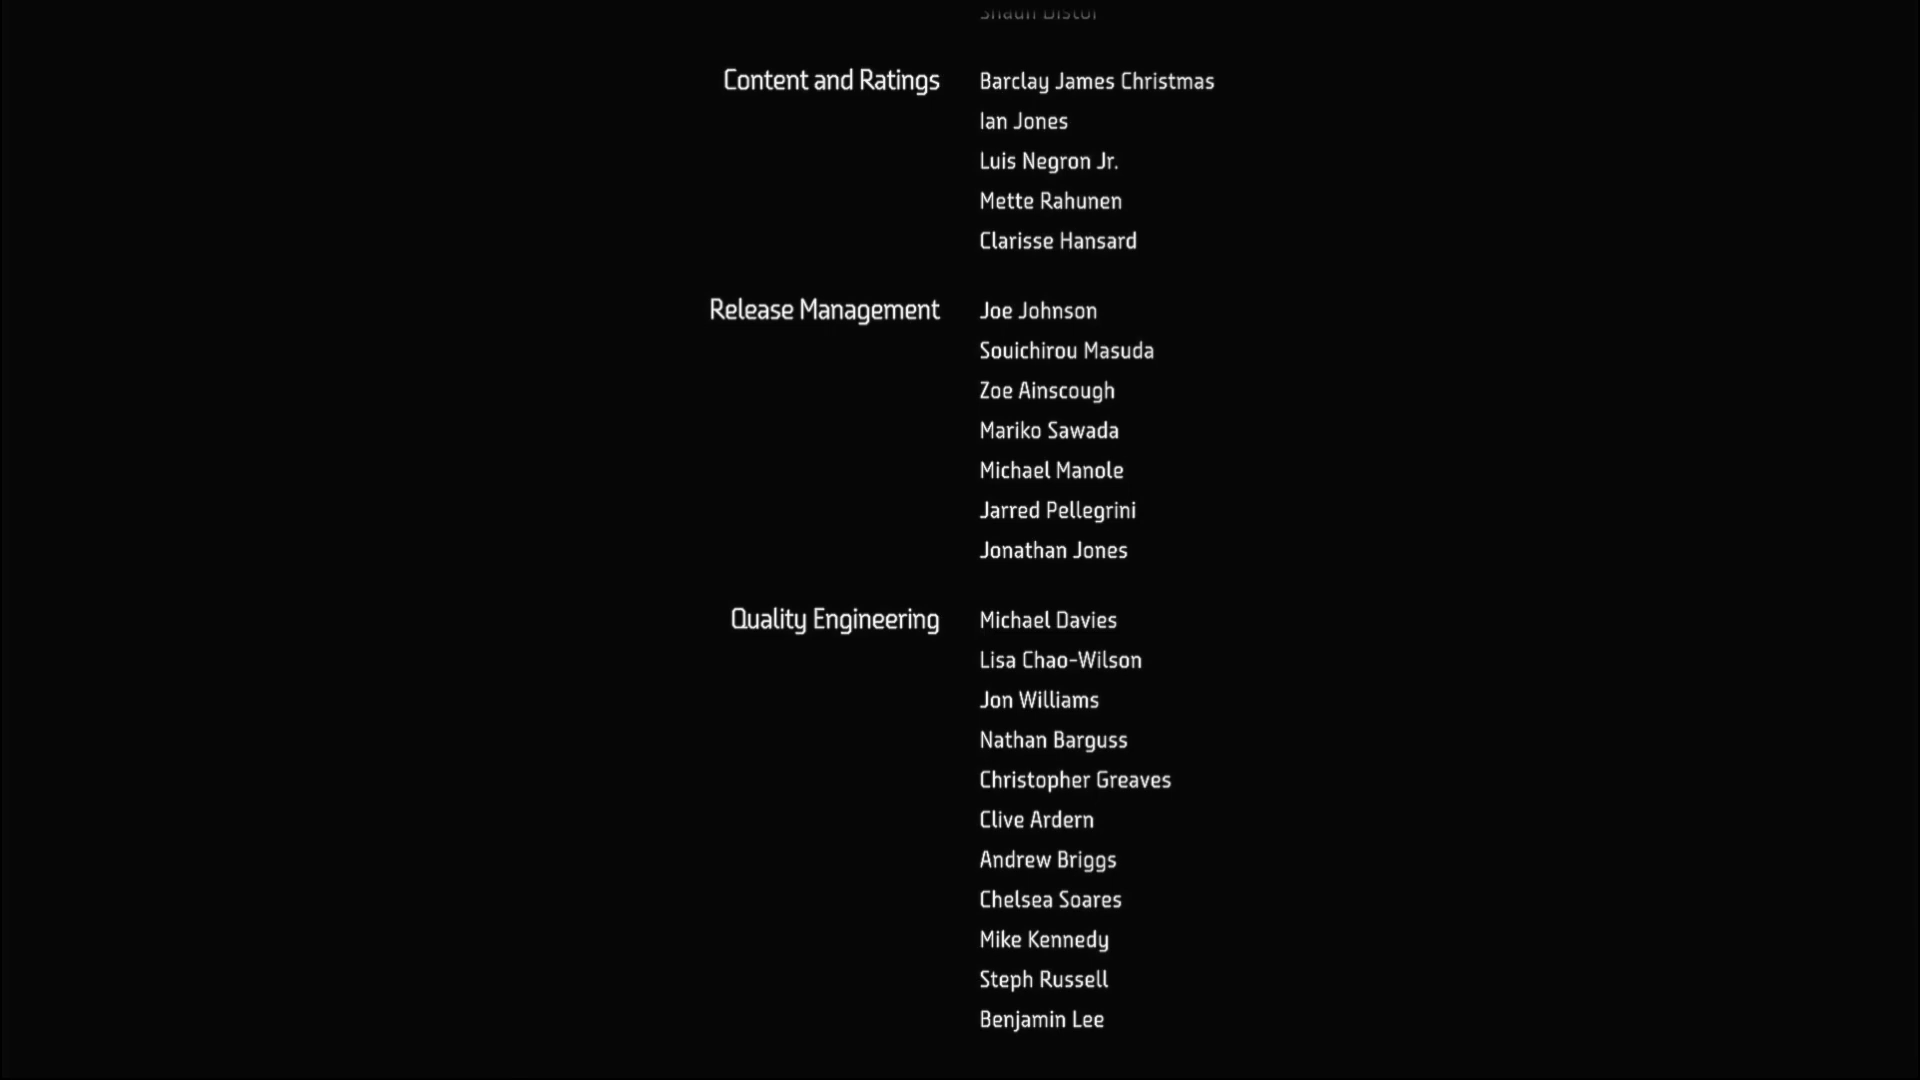 Content and Ratings Barclay James Christmas
Ian Jones
Luis Negron Jr.
Mette Rahunen
Clarisse Hansard
Release Management Joe Johnson
Souichirou Masuda
Zoe Ainscough
Mariko Sawada
Michael Manole
Jarred Pellegrini
Jonathan Jones
Quality Engineering Michael Davies
Lisa Chao-Wilson
Jon Williams
Nathan Barguss
Christopher Greaves
Clive Ardern
Andrew Briggs
Chelsea Soares
Mike Kennedy
Steph Russell
Benjamin Lee